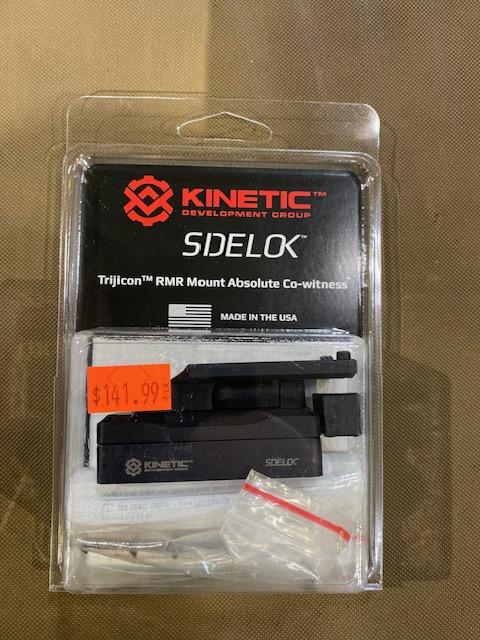 KINETIC™
DEVELOPMENT GROUP
SIDELOK™
Trijicon™ RMR Mount Absolute Co-witness
MADE IN THE USA
$141.99
+TX
KINETIC
DEVELOPMENT GROUP
SIDELOK